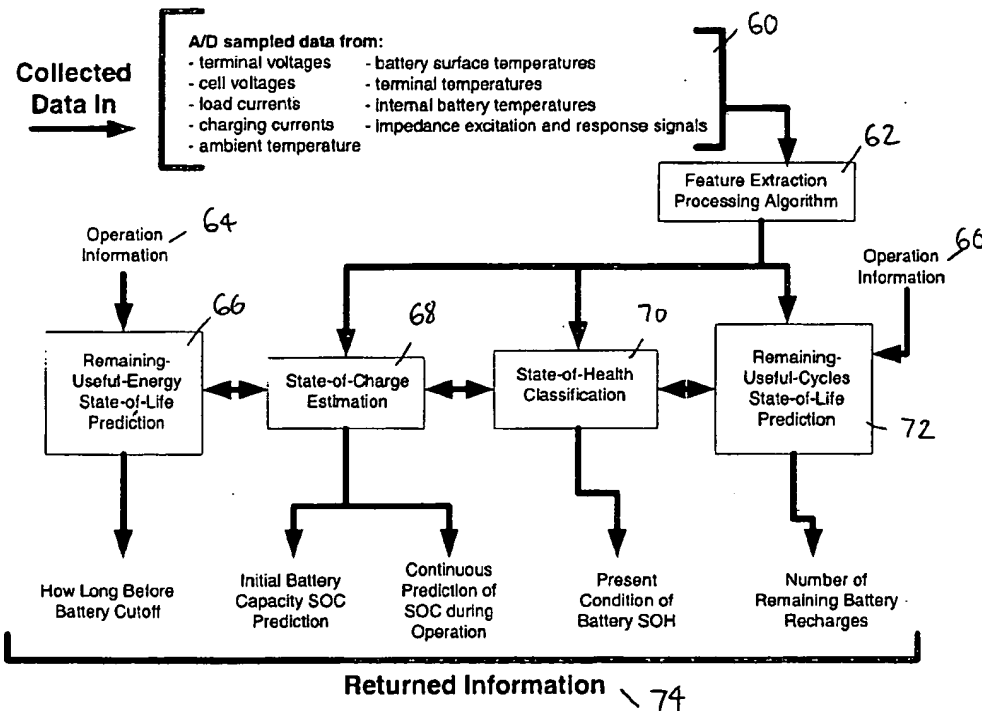 A/D sampled data from:
- terminal voltages
- cell voltages
- load currents
- charging currents
- ambient temperature
- battery surface temperatures
- terminal temperatures
- internal battery temperatures
- impedance excitation and response signals
60
Collected
Data In
62
Feature Extraction
Processing Algorithm
Operation
Information
64
Operation
Information
60
66
Remaining-
Useful-Energy
State-of-Life
Prediction
68
State-of-Charge
Estimation
70
State-of-Health
Classification
Remaining-
Useful-Cycles
State-of-Life
Prediction
72
How Long Before
Battery Cutoff
Initial Battery
Capacity SOC
Prediction
Continuous
Prediction of
SOC during
Operation
Present
Condition of
Battery SOH
Number of
Remaining Battery
Recharges
Returned Information
74